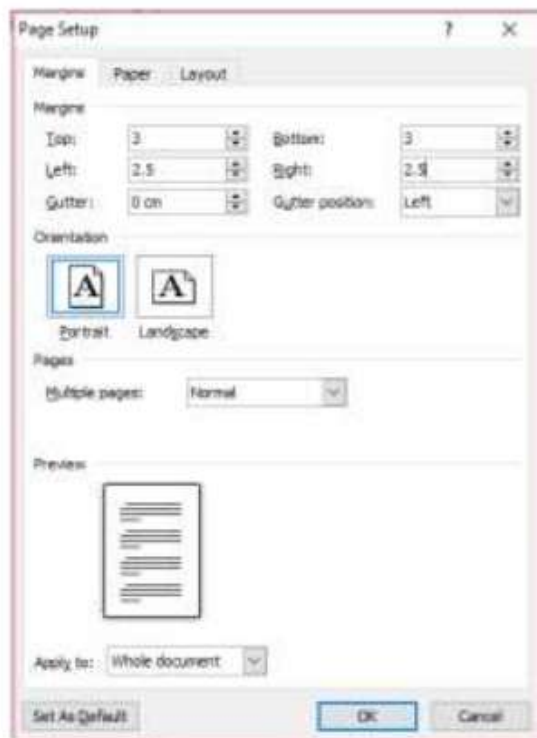 Page Setup ? ×
Margins Paper Layout
Margins
Top: 3 Bottom: 3
Left: 2.5 Right: 2.5
Gutter: 0 cm Gutter position: Left
Orientation
A A
Portrait Landscape
Pages
Multiple pages: Normal
Preview
Apply to: Whole document
Set As Default OK Cancel